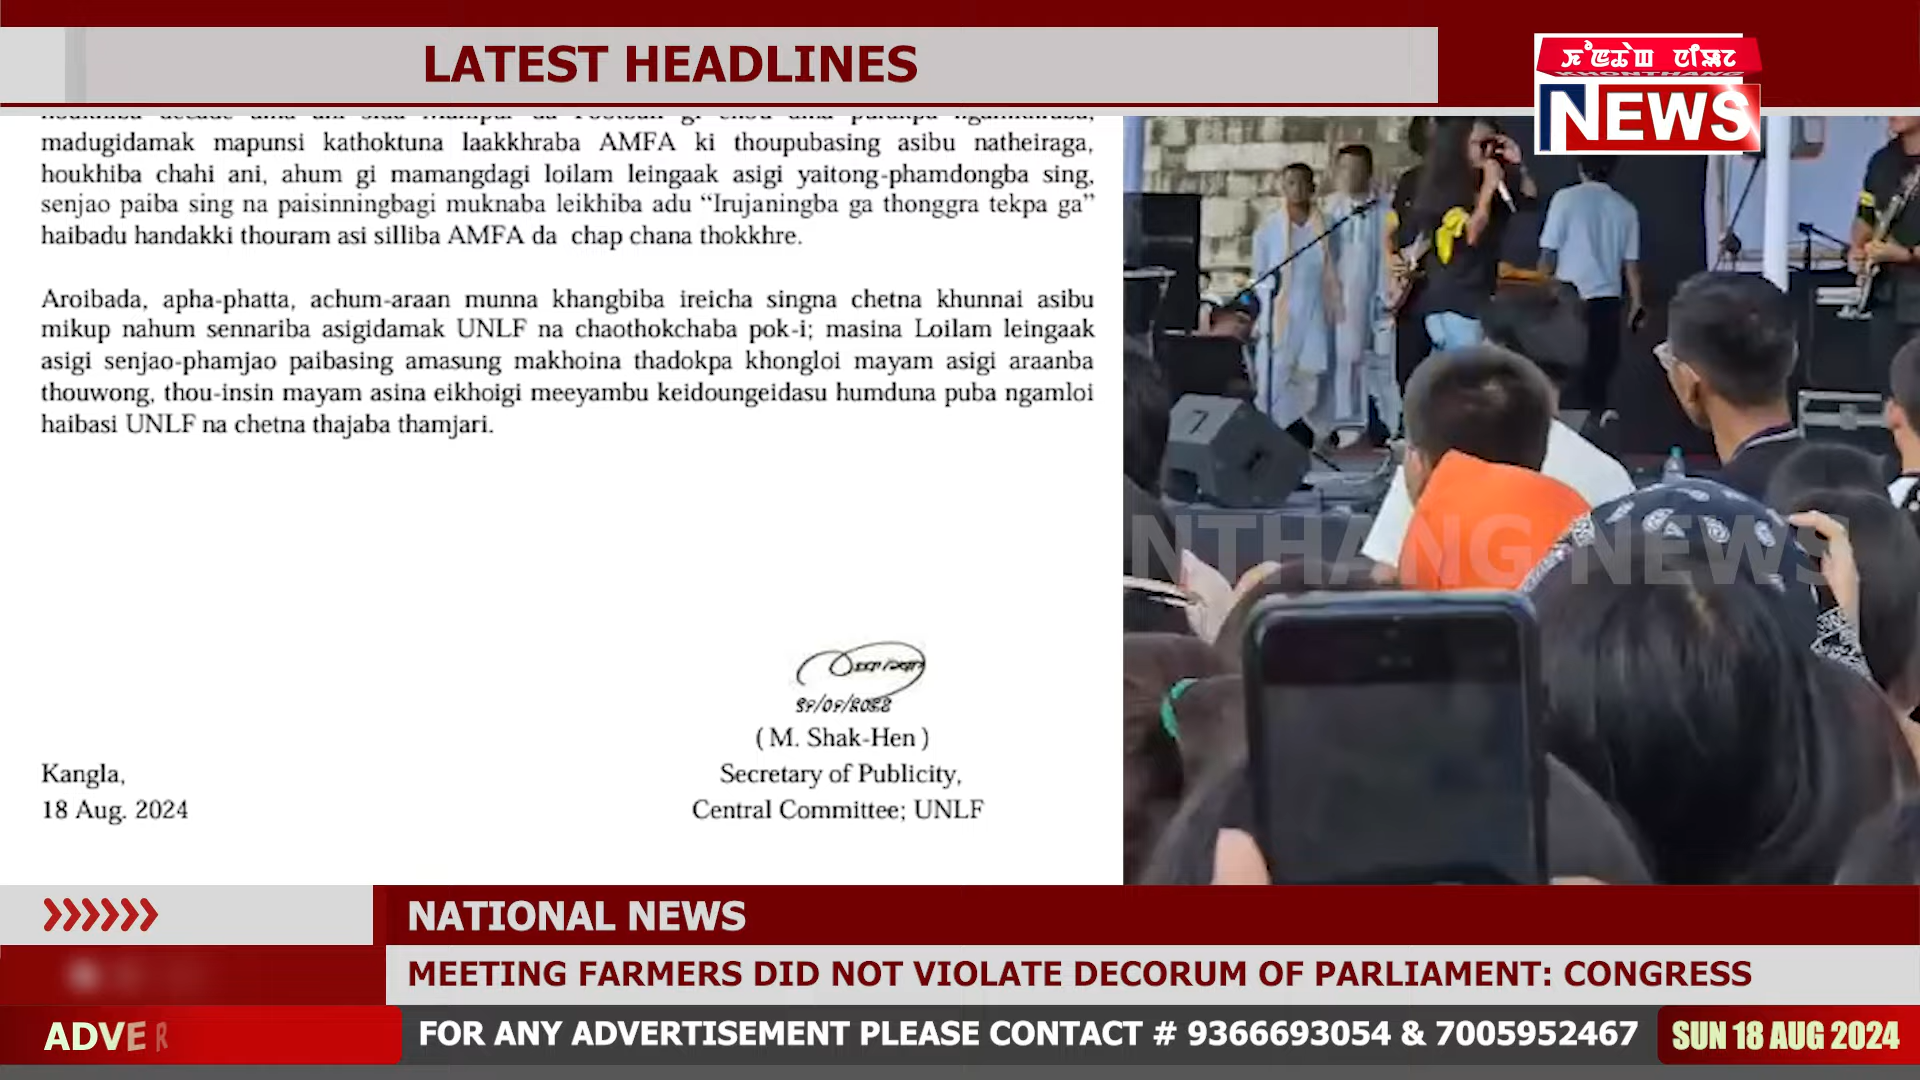 LATEST HEADLINES
ꯈꯣꯟꯊꯥꯡ
KHONTHANG
NEWS
madugidamak mapunsi kathoktuna laakkhraba AMFA ki thoupubasing asibu natheiraga,
houkhiba chahi ani, ahum gi mamangdagi loilam leingaak asigi yaitong-phamdongba sing,
senjao paiba sing na paisinningbagi muknaba leikhiba adu “Irujaningba ga thonggra tekpa ga”
haibadu handakki thouram asi silliba AMFA da chap chana thokkhre.
Aroibada, apha-phatta, achum-araan munna khangbiba ireicha singna chetna khunnai asibu
mikup nahum sennariba asigidamak UNLF na chaothokchaba pok-i; masina Loilam leingaak
asigi senjao-phamjao paibasing amasung makhoina thadokpa khongloi mayam asigi araanba
thouwong, thou-insin mayam asina eikhoigi meeyambu keidoungeidasu humduna puba ngamloi
haibasi UNLF na chetna thajaba thamjari.
( M. Shak-Hen )
Kangla,
Secretary of Publicity,
18 Aug. 2024
Central Committee; UNLF
NTHANG NEWS
NATIONAL NEWS
MEETING FARMERS DID NOT VIOLATE DECORUM OF PARLIAMENT: CONGRESS
ADVER
FOR ANY ADVERTISEMENT PLEASE CONTACT # 9366693054 & 7005952467
SUN 18 AUG 2024